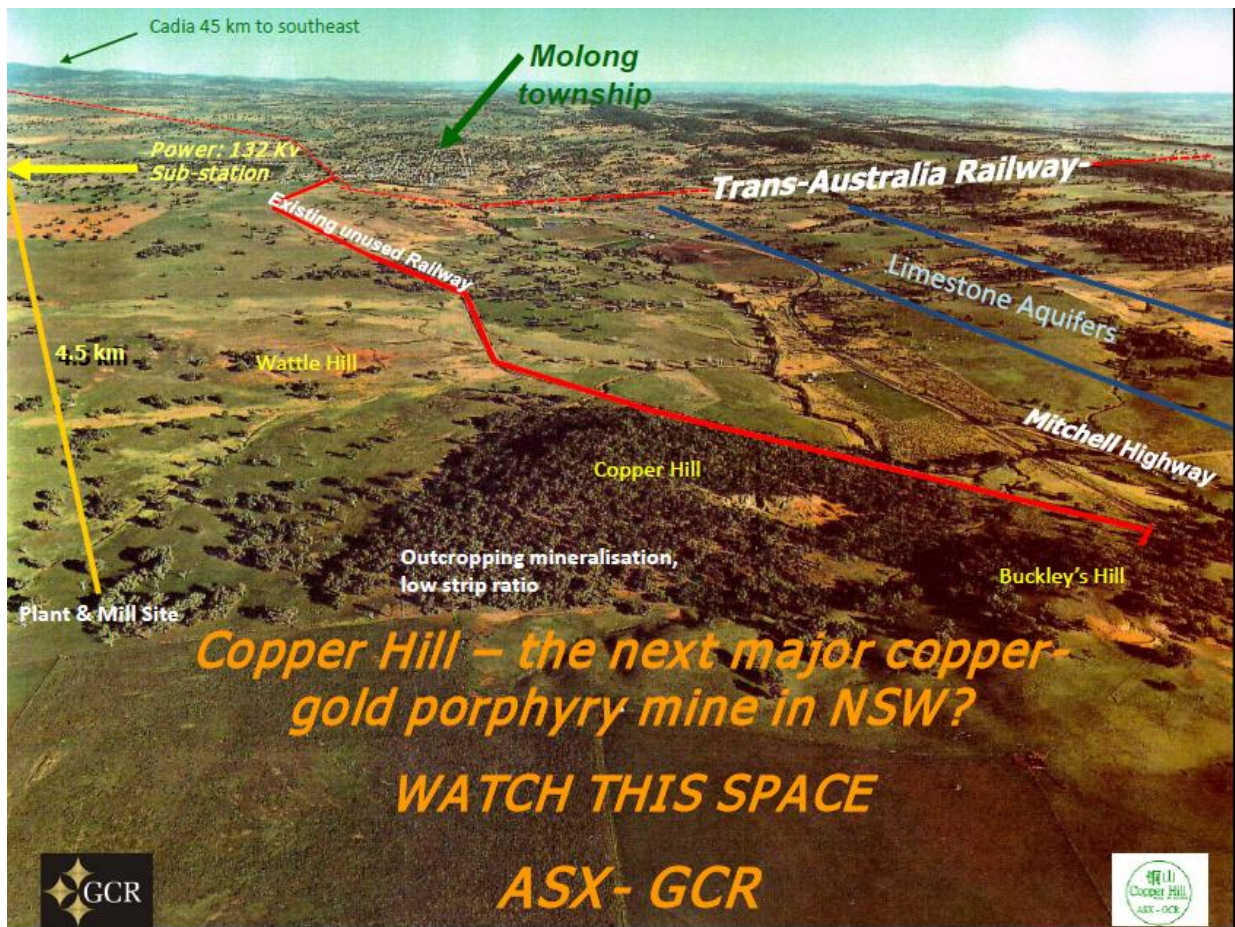 Cadia 45 km to southeast
Molong
township
Power: 132 Kv
Sub-station
Trans-Australia Railway-
Existing unused Railway
Limestone Aquifers
4.5 km
Wattle Hill
Mitchell Highway
Copper Hill
Outcropping mineralisation,
low strip ratio
Buckley's Hill
Plant & Mill Site
Copper Hill – the next major copper-
gold porphyry mine in NSW?
WATCH THIS SPACE
ASX- GCR
GCR
銅山
Copper Hill
ASX - GCR